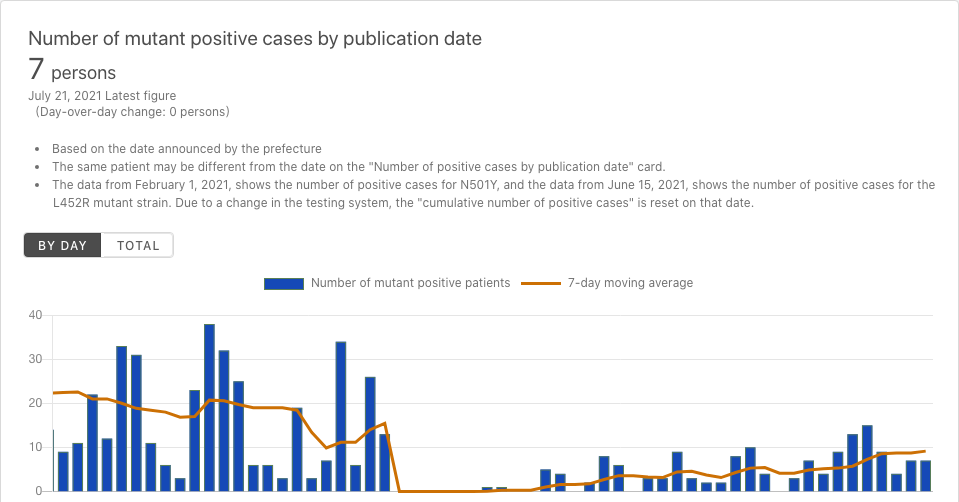 Number of mutant positive cases by publication date
7 persons
July 21, 2021 Latest figure
(Day-over-day change: 0 persons)
• Based on the date announced by the prefecture
• The same patient may be different from the date on the "Number of positive cases by publication date" card.
• The data from February 1, 2021, shows the number of positive cases for N501Y, and the data from June 15, 2021, shows the number of positive cases for the
L452R mutant strain. Due to a change in the testing system, the "cumulative number of positive cases" is reset on that date.
BY DAY TOTAL
Number of mutant positive patients 7-day moving average
40
30
20
10
0